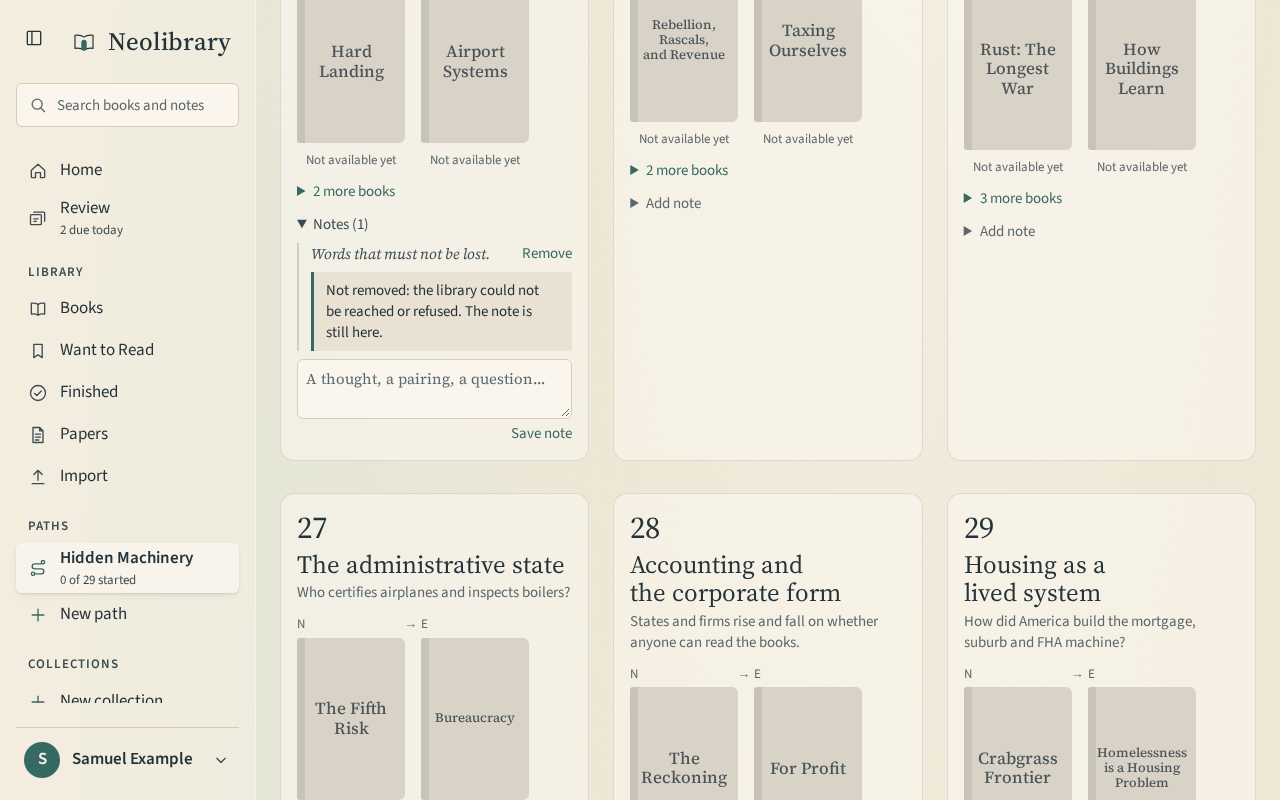 Neolibrary
Search books and notes
Home
Review
2 due today
LIBRARY
Books
Want to Read
Finished
Papers
Import
PATHS
Hidden Machinery
0 of 29 started
New path
COLLECTIONS
New collection
S
Samuel Example
Hard
Landing
Airport
Systems
Not available yet
Not available yet
2 more books
Notes (1)
Words that must not be lost.
Remove
Not removed: the library could not
be reached or refused. The note is
still here.
A thought, a pairing, a question...
Save note
Rebellion,
Rascals,
and Revenue
Taxing
Ourselves
Not available yet
Not available yet
2 more books
Add note
Rust: The
Longest
War
How
Buildings
Learn
Not available yet
Not available yet
3 more books
Add note
27
The administrative state
Who certifies airplanes and inspects boilers?
N → E
The Fifth
Risk
Bureaucracy
28
Accounting and
the corporate form
States and firms rise and fall on whether
anyone can read the books.
N → E
The
Reckoning
For Profit
29
Housing as a
lived system
How did America build the mortgage,
suburb and FHA machine?
N → E
Crabgrass
Frontier
Homelessness
is a Housing
Problem